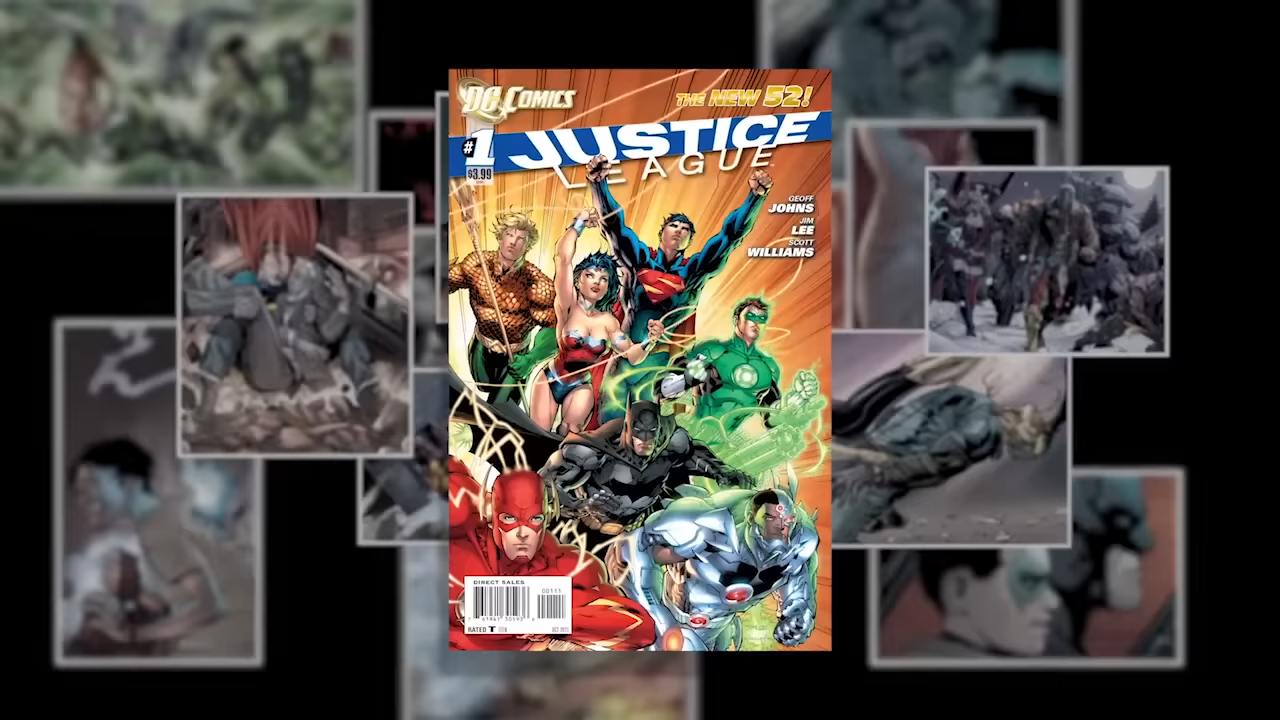 DC COMICS
THE NEW 52!
#1
JUSTICE
LEAGUE
$3.99
GEOFF
JOHNS
JIM
LEE
SCOTT
WILLIAMS
DIRECT SALES
00111
RATED T